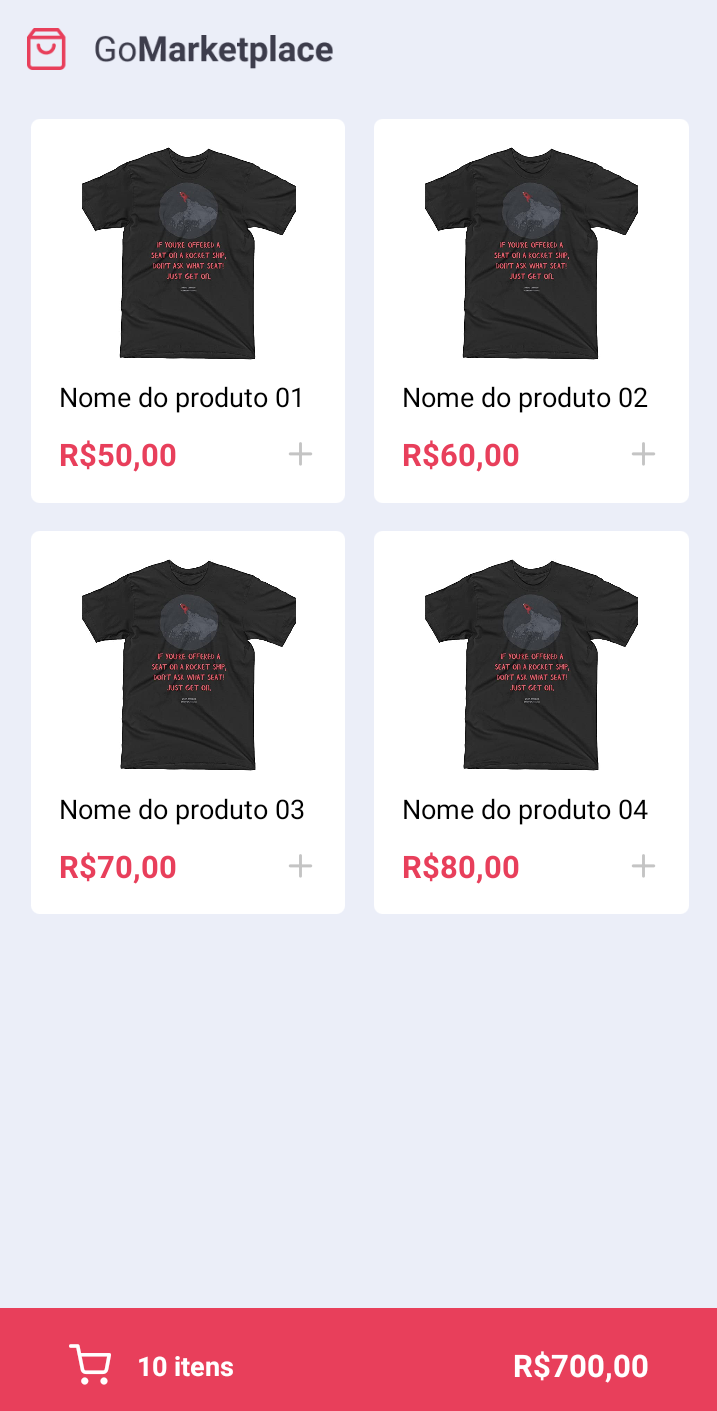 GoMarketplace
IF YOU'RE OFFERED A
SEAT ON A ROCKET SHIP,
DON'T ASK WHAT SEAT!
JUST GET ON.
IF YOU'RE OFFERED A
SEAT ON A ROCKET SHIP,
DON'T ASK WHAT SEAT!
JUST GET ON.
Nome do produto 01
Nome do produto 02
R$50,00
R$60,00
IF YOU'RE OFFERED A
SEAT ON A ROCKET SHIP,
DON'T ASK WHAT SEAT!
JUST GET ON.
IF YOU'RE OFFERED A
SEAT ON A ROCKET SHIP,
DON'T ASK WHAT SEAT!
JUST GET ON.
Nome do produto 03
Nome do produto 04
R$70,00
R$80,00
10 itens
R$700,00